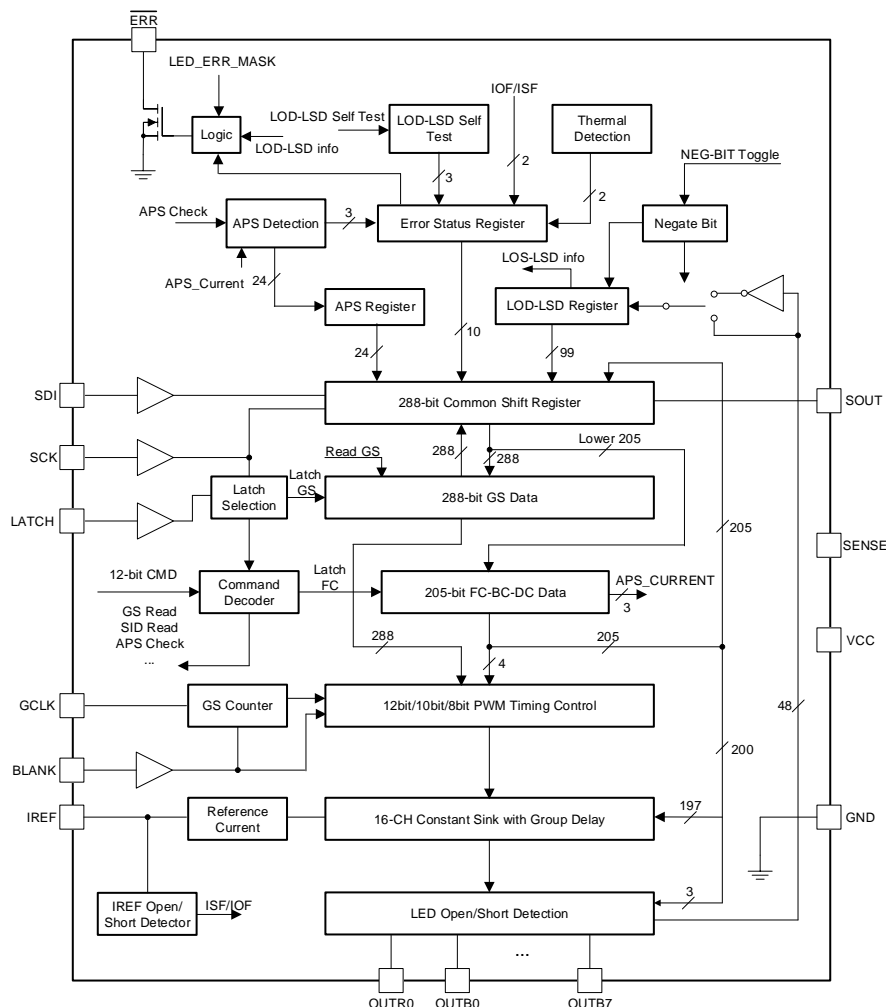 ERR
LED_ERR_MASK
IOF/ISF
LOD-LSD Self Test
LOD-LSD Self
Test
Thermal
Detection
Logic
LOD-LSD info
NEG-BIT Toggle
2
3
2
APS Check
APS Detection
3
Error Status Register
Negate Bit
LOS-LSD info
APS_Current
24
APS Register
LOD-LSD Register
10
24
99
SDI
288-bit Common Shift Register
SOUT
SCK
Read GS
288
288
Lower 205
Latch
GS
Latch
Selection
288-bit GS Data
LATCH
205
SENSE
12-bit CMD
Command
Decoder
Latch
FC
205-bit FC-BC-DC Data
APS_CURRENT
3
GS Read
SID Read
APS Check
...
288
205
4
VCC
GCLK
GS Counter
12bit/10bit/8bit PWM Timing Control
48
200
BLANK
IREF
Reference
Current
16-CH Constant Sink with Group Delay
197
GND
IREF Open/
Short Detector
ISF/IOF
LED Open/Short Detection
3
...
OUTR0
OUTB0
OUTB7